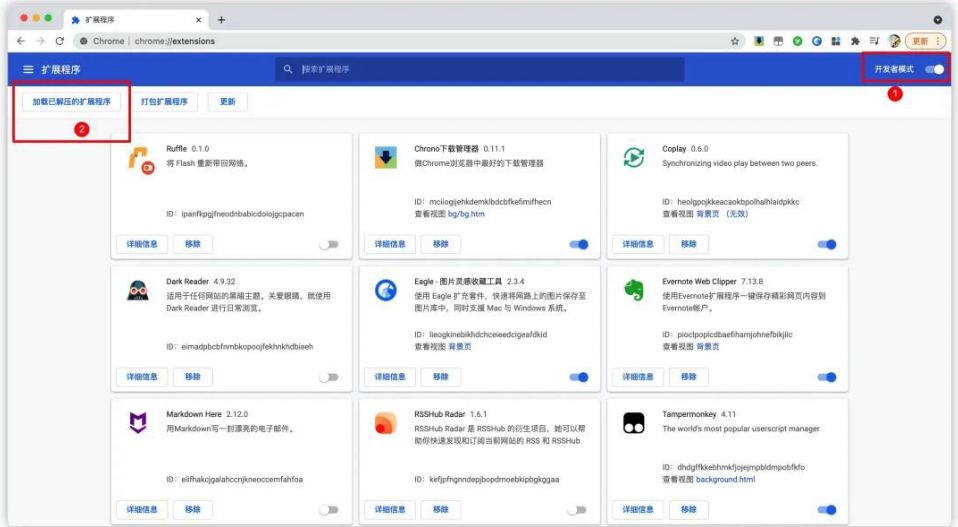 扩展程序
Chrome | chrome://extensions
更新
扩展程序
搜索扩展程序
开发者模式
1
加载已解压的扩展程序
打包扩展程序
更新
2
Ruffle 0.1.0
将 Flash 重新带回网络。
ID: ipanfkpgjfneodnbabicdoiojgcpacen
详细信息
移除
Chrono下载管理器 0.11.1
做Chrome浏览器中最好的下载管理器
ID: mciiogijehkdemklbdcbfkefimifhecn
查看视图 bg/bg.htm
详细信息
移除
Coplay 0.6.0
Synchronizing video play between two peers.
ID: heolgpojkkeacaokbpolhalhlaidpkkc
查看视图 背景页 （无效）
详细信息
移除
Dark Reader 4.9.32
适用于任何网站的黑暗主题。关爱眼睛，就使用
Dark Reader 进行日常浏览。
ID: eimadpbcbfnmbkopoojfekhnkhdbieeh
详细信息
移除
Eagle - 图片灵感收藏工具 2.3.4
使用 Eagle 扩充套件，快速将网路上的图片保存至
图片库中，同时支援 Mac 与 Windows 系统。
ID: lieogkinebikhdchceieedcigeafdkid
查看视图 背景页
详细信息
移除
Evernote Web Clipper 7.13.8
使用Evernote扩展程序一键保存精彩网页内容到
Evernote帐户。
ID: pioclpoplcdbaefihamjohnefbikjilc
查看视图 背景页
详细信息
移除
Markdown Here 2.12.0
用Markdown写一封漂亮的电子邮件。
ID: elifhakcjgalahccnjkneoccemfahfoa
详细信息
移除
RSSHub Radar 1.6.1
RSSHub Radar 是 RSSHub 的衍生项目，她可以帮
助你快速发现和订阅当前网站的 RSS 和 RSSHub
ID: kefjpfngnndepjbopdmoebkipbgkggaa
详细信息
移除
Tampermonkey 4.11
The world's most popular userscript manager
ID: dhdgffkkebhmkfjojejmpbldmpobfkfo
查看视图 background.html
详细信息
移除